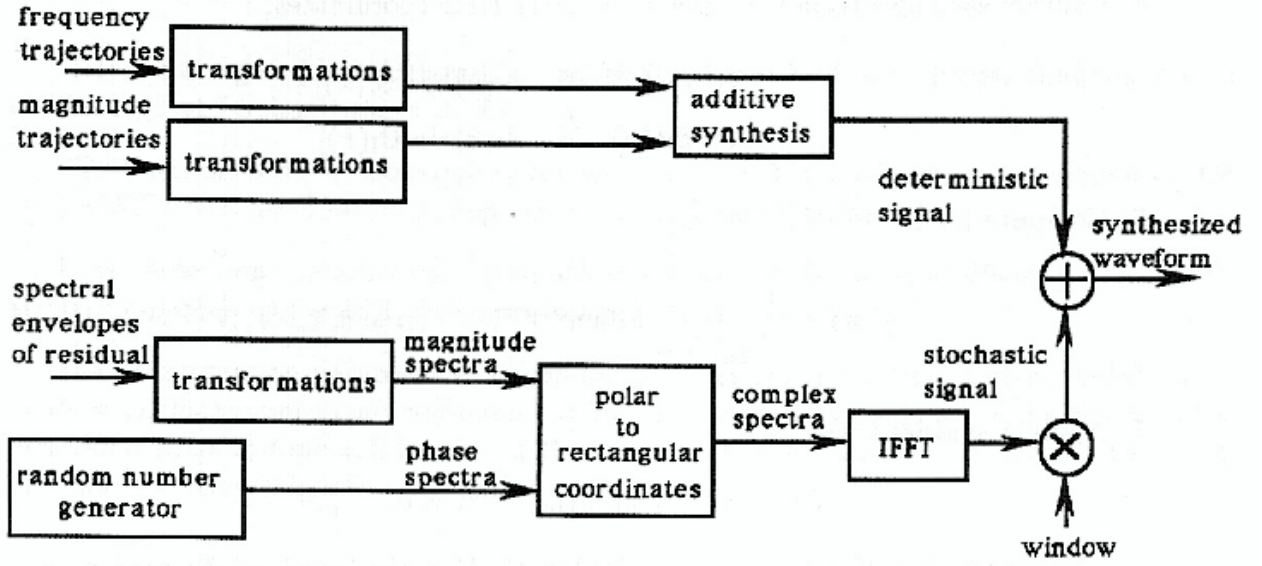 frequency
trajectories
transformations
magnitude
trajectories
transformations
additive
synthesis
deterministic
signal
synthesized
waveform
spectral
envelopes
of residual
transformations
magnitude
spectra
random number
generator
phase
spectra
polar
to
rectangular
coordinates
complex
spectra
IFFT
stochastic
signal
window